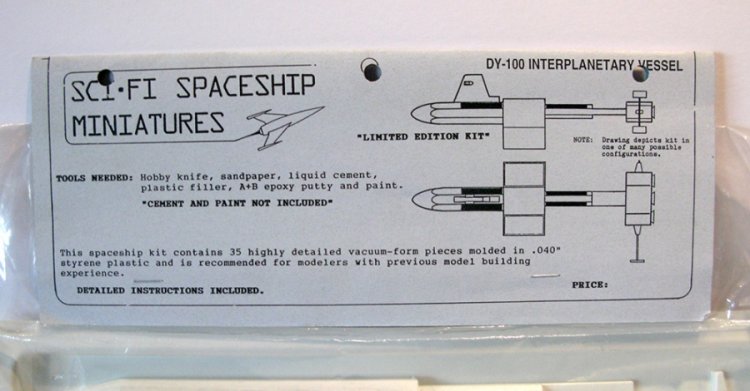 SCI·FI SPACESHIP
MINIATURES
DY-100 INTERPLANETARY VESSEL
"LIMITED EDITION KIT"
NOTE: Drawing depicts kit in
one of many possible
configurations.
TOOLS NEEDED: Hobby knife, sandpaper, liquid cement,
plastic filler, A+B epoxy putty and paint.
"CEMENT AND PAINT NOT INCLUDED"
This spaceship kit contains 35 highly detailed vacuum-form pieces molded in .040"
styrene plastic and is recommended for modelers with previous model building
experience.
DETAILED INSTRUCTIONS INCLUDED.
PRICE: